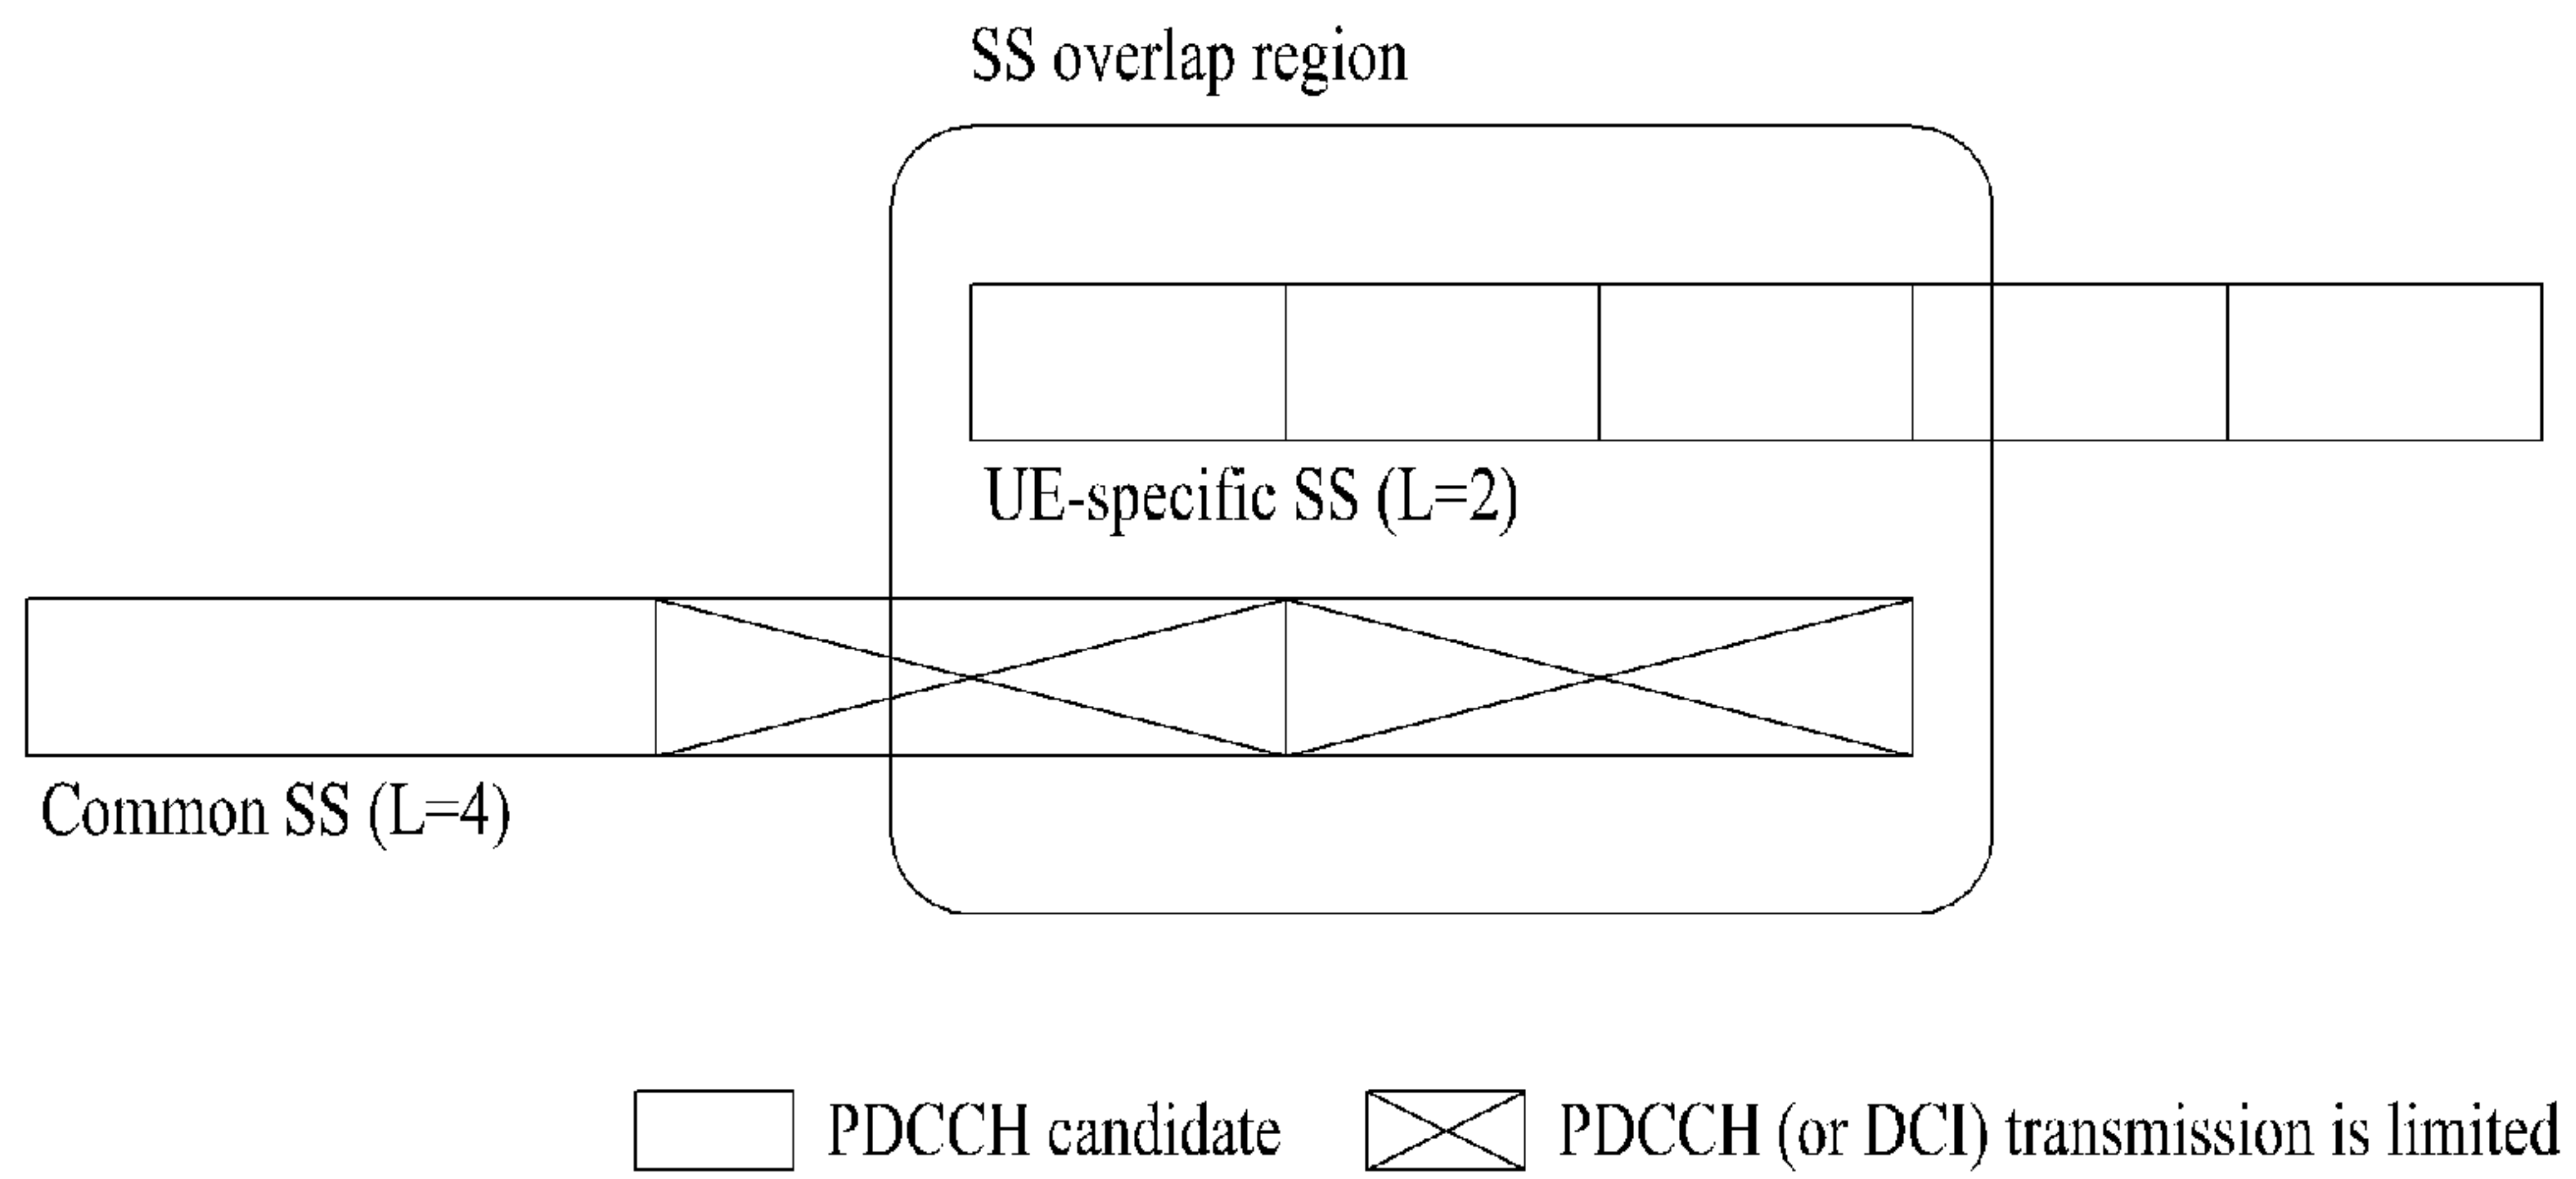 SS overlap region
UE-specific SS (L=2)
Common SS (L=4)
PDCCH candidate
PDCCH (or DCI) transmission is limited